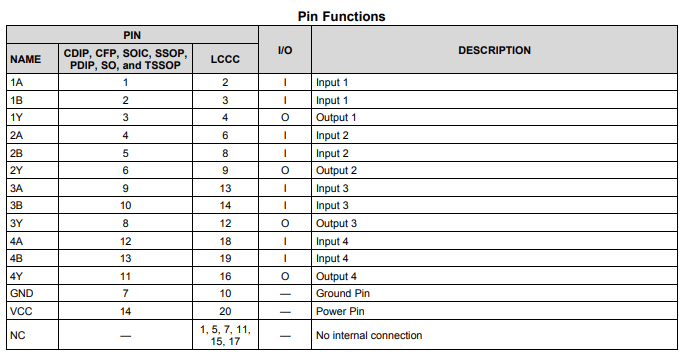 Pin Functions
PIN
I/O
DESCRIPTION
NAME
CDIP, CFP, SOIC, SSOP,
PDIP, SO, and TSSOP
LCCC
1A 1 2 I Input 1
1B 2 3 I Input 1
1Y 3 4 O Output 1
2A 4 6 I Input 2
2B 5 8 I Input 2
2Y 6 9 O Output 2
3A 9 13 I Input 3
3B 10 14 I Input 3
3Y 8 12 O Output 3
4A 12 18 I Input 4
4B 13 19 I Input 4
4Y 11 16 O Output 4
GND 7 10 — Ground Pin
VCC 14 20 — Power Pin
NC — 1, 5, 7, 11,
15, 17 — No internal connection